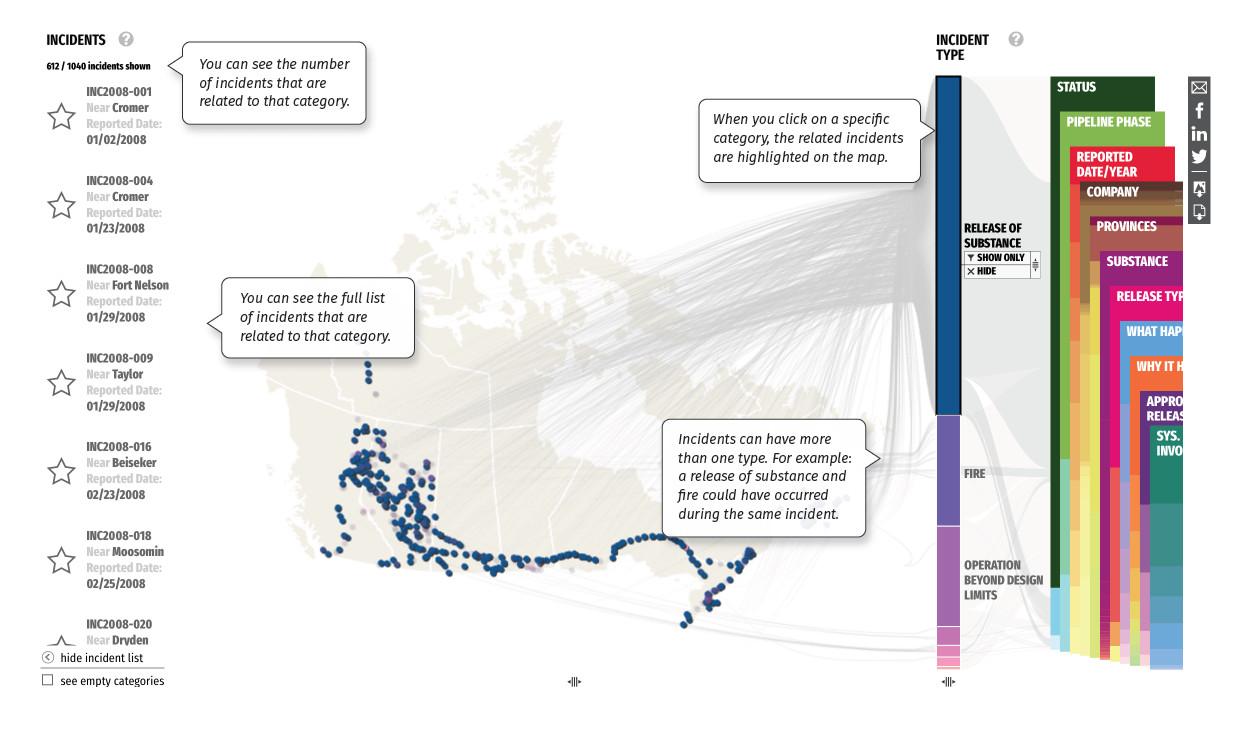 INCIDENTS ?
612 / 1040 incidents shown
You can see the number
of incidents that are
related to that category.
INC2008-001
Near Cromer
Reported Date:
01/02/2008
INC2008-004
Near Cromer
Reported Date:
01/23/2008
INC2008-008
Near Fort Nelson
Reported Date:
01/29/2008
You can see the full list
of incidents that are
related to that category.
INC2008-009
Near Taylor
Reported Date:
01/29/2008
INC2008-016
Near Beiseker
Reported Date:
02/23/2008
INC2008-018
Near Moosomin
Reported Date:
02/25/2008
INC2008-020
Near Dryden
hide incident list
see empty categories
When you click on a specific
category, the related incidents
are highlighted on the map.
Incidents can have more
than one type. For example:
a release of substance and
fire could have occurred
during the same incident.
INCIDENT ?
TYPE
RELEASE OF
SUBSTANCE
SHOW ONLY
HIDE
FIRE
OPERATION
BEYOND DESIGN
LIMITS
STATUS
PIPELINE PHASE
REPORTED
DATE/YEAR
COMPANY
PROVINCES
SUBSTANCE
RELEASE TYP
WHAT HAP
WHY IT H
APPRO
RELEAS
SYS.
INVO
f
in